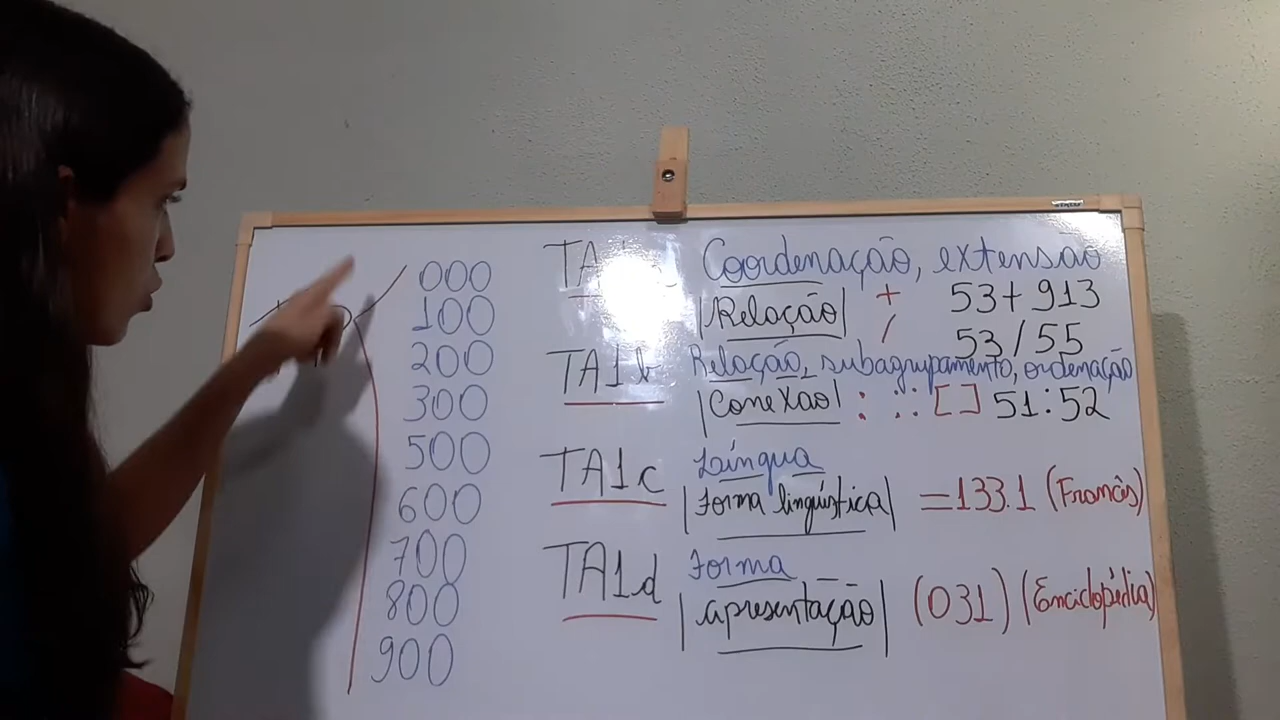 000
100
200
300
500
600
700
800
900
Coordenação, extensão
|Relação| + 53+913
/ 53/55
TA1b Relação, subagrupamento, ordenação
|Conexão| : :: [] 51:52
TA1c Língua
|Forma lingüística| =133.1 (Francês)
TA1d Forma
|apresentação| (031) (Enciclopédia)